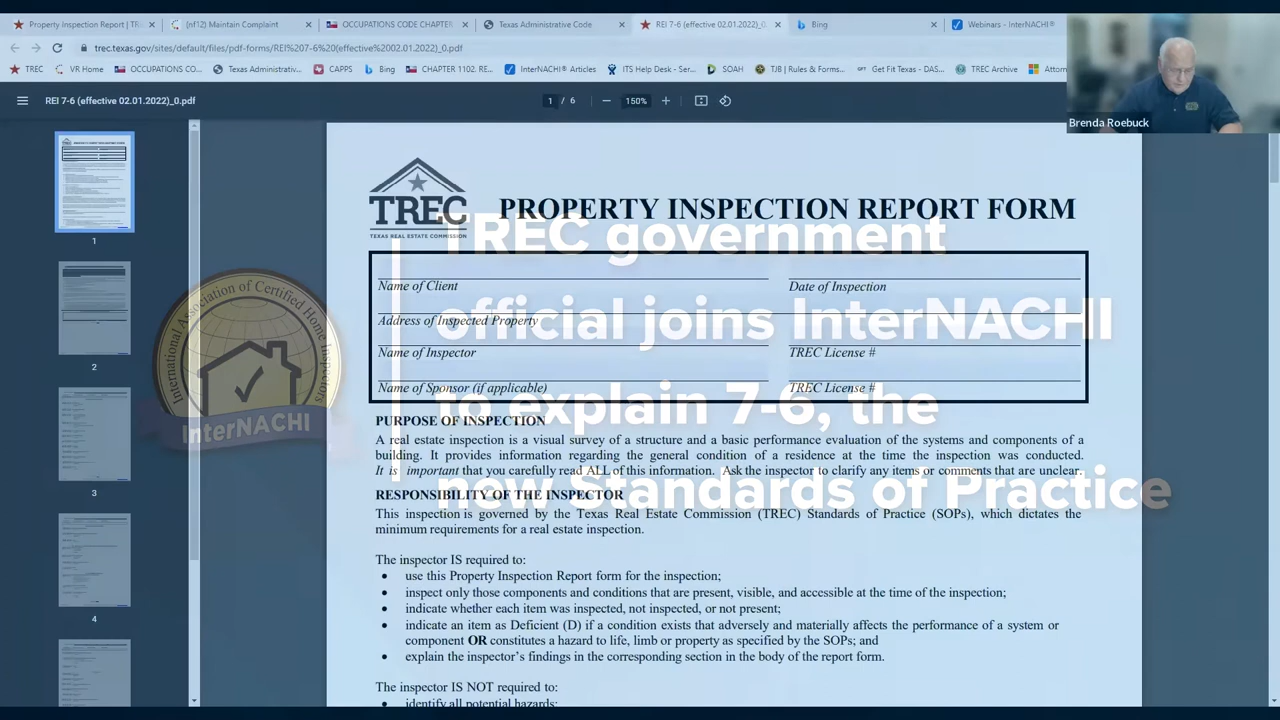 Property Inspection Report | TR
(nf12) Maintain Complaint
OCCUPATIONS CODE CHAPTER
Texas Administrative Code
REI 7-6 (effective 02.01.2022)_0.
Bing
Webinars - InterNACHI®
trec.texas.gov/sites/default/files/pdf-forms/REI%207-6%20(effective%2002.01.2022)_0.pdf
TREC
VR Home
OCCUPATIONS CO...
Texas Administrativ...
CAPPS
Bing
CHAPTER 1102. RE...
InterNACHI® Articles
ITS Help Desk - Ser...
SOAH
TJB | Rules & Forms...
Get Fit Texas - DAS...
TREC Archive
Attorn
REI 7-6 (effective 02.01.2022)_0.pdf
1 / 6
150%
Brenda Roebuck
1
2
3
4
TREC
TEXAS REAL ESTATE COMMISSION
PROPERTY INSPECTION REPORT FORM
Name of Client
Date of Inspection
Address of Inspected Property
Name of Inspector
TREC License #
Name of Sponsor (if applicable)
TREC License #
PURPOSE OF INSPECTION
A real estate inspection is a visual survey of a structure and a basic performance evaluation of the systems and components of a
building. It provides information regarding the general condition of a residence at the time the inspection was conducted.
It is important that you carefully read ALL of this information. Ask the inspector to clarify any items or comments that are unclear.
RESPONSIBILITY OF THE INSPECTOR
This inspection is governed by the Texas Real Estate Commission (TREC) Standards of Practice (SOPs), which dictates the
minimum requirements for a real estate inspection.
The inspector IS required to:
• use this Property Inspection Report form for the inspection;
• inspect only those components and conditions that are present, visible, and accessible at the time of the inspection;
• indicate whether each item was inspected, not inspected, or not present;
• indicate an item as Deficient (D) if a condition exists that adversely and materially affects the performance of a system or
component OR constitutes a hazard to life, limb or property as specified by the SOPs; and
• explain the inspector's findings in the corresponding section in the body of the report form.
The inspector IS NOT required to:
• identify all potential hazards;
International Association of Certified Home Inspectors
InterNACHI
TREC government
official joins InterNACHI
to explain 7-6, the
new Standards of Practice